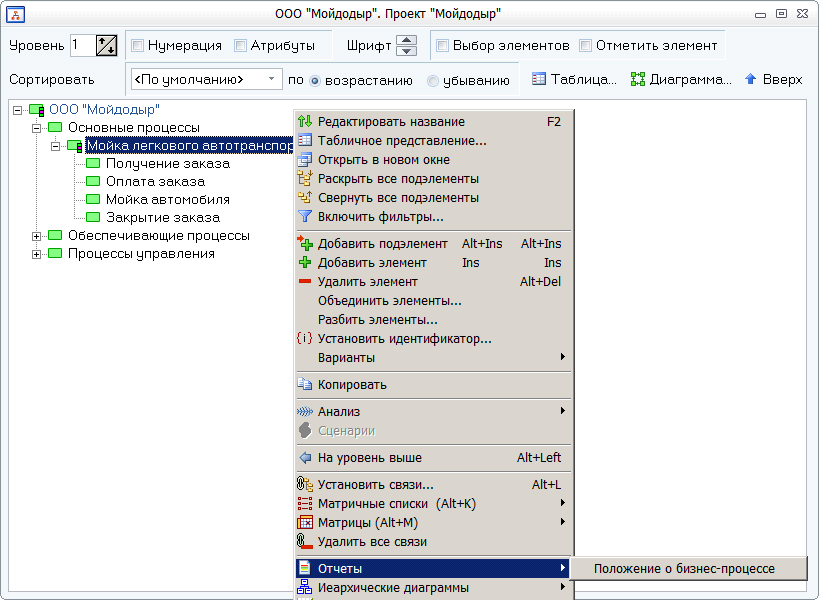 ООО "Мойдодыр". Проект "Мойдодыр"
Уровень 1 Нумерация Атрибуты Шрифт Выбор элементов Отметить элемент
Сортировать <По умолчанию> по возрастанию убыванию Таблица... Диаграмма... Вверх
ООО "Мойдодыр"
Основные процессы
Мойка легкового автотранспор
Получение заказа
Оплата заказа
Мойка автомобиля
Закрытие заказа
Обеспечивающие процессы
Процессы управления
Редактировать название F2
Табличное представление...
Открыть в новом окне
Раскрыть все подэлементы
Свернуть все подэлементы
Включить фильтры...
Добавить подэлемент Alt+Ins Alt+Ins
Добавить элемент Ins Ins
Удалить элемент Alt+Del
Объединить элементы...
Разбить элементы...
{i} Установить идентификатор...
Варианты
Копировать
Анализ
Сценарии
На уровень выше Alt+Left
Установить связи... Alt+L
Матричные списки (Alt+K)
Матрицы (Alt+M)
Удалить все связи
Отчеты
Положение о бизнес-процессе
Иеархические диаграммы